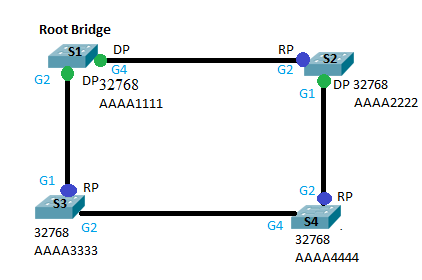 Root Bridge
S1
DP
RP
S2
G2
DP
G4
G2
32768
G1
DP 32768
AAAA1111
AAAA2222
G1
RP
G2
RP
S3
G2
G4
S4
32768
32768
AAAA3333
AAAA4444